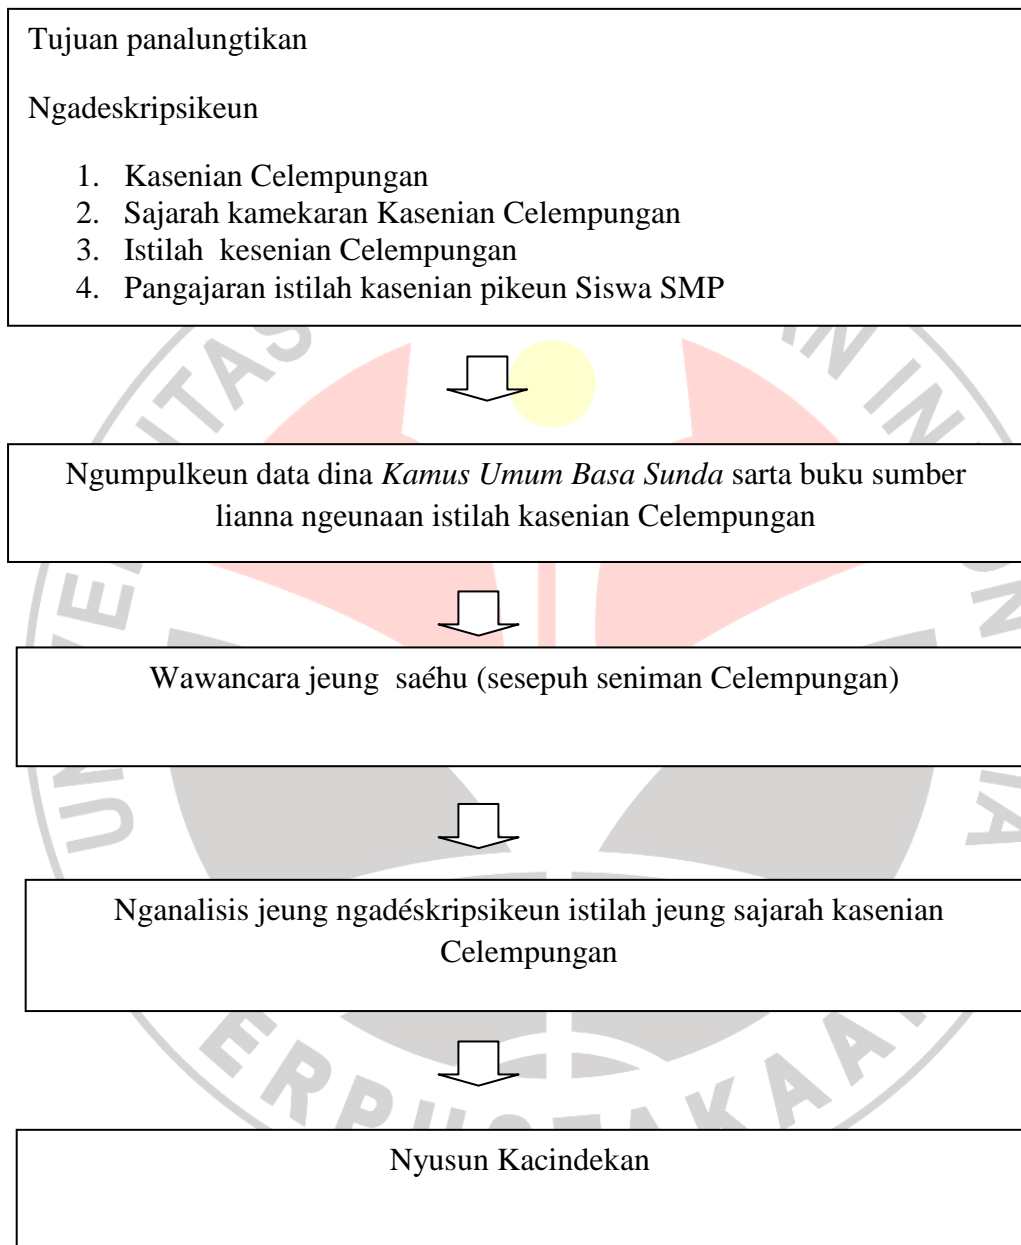 Tujuan panalungtikan
Ngadeskripsikeun
1. Kasenian Celempungan
2. Sajarah kamekaran Kasenian Celempungan
3. Istilah kesenian Celempungan
4. Pangajaran istilah kasenian pikeun Siswa SMP
Ngumpulkeun data dina Kamus Umum Basa Sunda sarta buku sumber
lianna ngeunaan istilah kasenian Celempungan
Wawancara jeung saéhu (sesepuh seniman Celempungan)
Nganalisis jeung ngadéskripsikeun istilah jeung sajarah kasenian
Celempungan
Nyusun Kacindekan